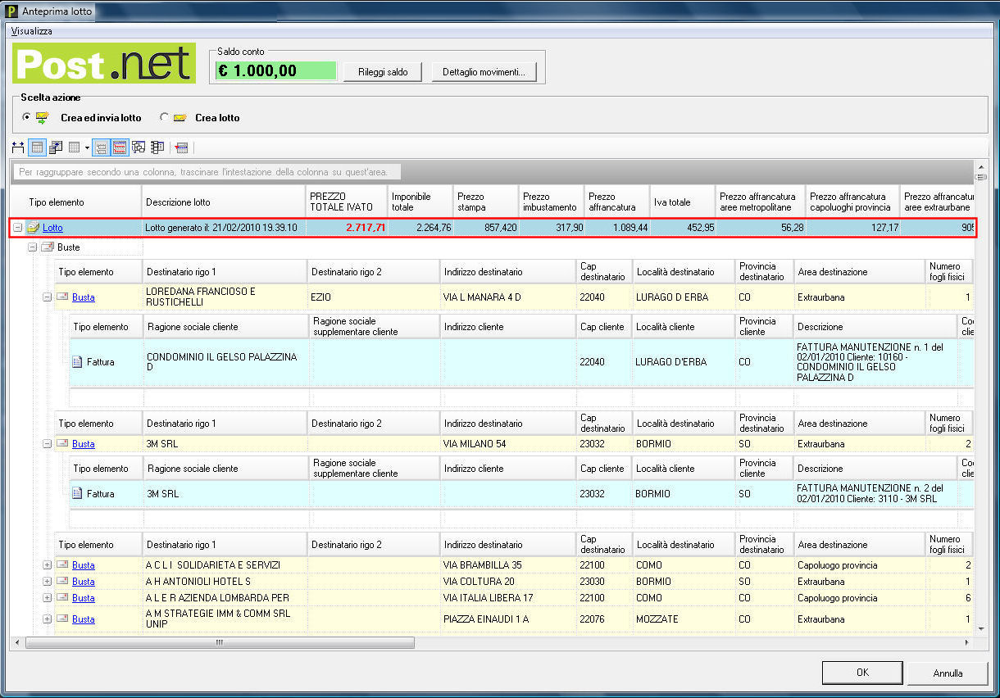 Anteprima lotto
Visualizza
Post.net
Saldo conto
€ 1.000,00
Rileggi saldo
Dettaglio movimenti...
Scelta azione
Crea ed invia lotto
Crea lotto
Per raggruppare secondo una colonna, trascinare l'intestazione della colonna su quest'area.
Tipo elemento Descrizione lotto PREZZO TOTALE IVATO Imponibile totale Prezzo stampa Prezzo imbustamento Prezzo affrancatura Iva totale Prezzo affrancatura aree metropolitane Prezzo affrancatura capoluoghi provincia Prezzo affrancatur aree extraurbane
Lotto Lotto generato il: 21/02/2010 19.39.10 2.717,71 2.264,76 857,420 317,90 1.089,44 452,95 56,28 127,17 905
Buste
Tipo elemento Destinatario rigo 1 Destinatario rigo 2 Indirizzo destinatario Cap destinatario Località destinatario Provincia destinatario Area destinazione Numero fogli fisici
Busta LOREDANA FRANCIOSO E RUSTICHELLI EZIO VIA L MANARA 4 D 22040 LURAGO D ERBA CO Extraurbana 1
Tipo elemento Ragione sociale cliente Ragione sociale supplementare cliente Indirizzo cliente Cap cliente Località cliente Provincia cliente Descrizione
Fattura CONDOMINIO IL GELSO PALAZZINA D 22040 LURAGO D'ERBA CO FATTURA MANUTENZIONE n. 1 del 02/01/2010 Cliente: 10160 - CONDOMINIO IL GELSO PALAZZINA D
Tipo elemento Destinatario rigo 1 Destinatario rigo 2 Indirizzo destinatario Cap destinatario Località destinatario Provincia destinatario Area destinazione Numero fogli fisici
Busta 3M SRL VIA MILANO 54 23032 BORMIO SO Extraurbana 2
Tipo elemento Ragione sociale cliente Ragione sociale supplementare cliente Indirizzo cliente Cap cliente Località cliente Provincia cliente Descrizione
Fattura 3M SRL 23032 BORMIO SO FATTURA MANUTENZIONE n. 2 del 02/01/2010 Cliente: 3110 - 3M SRL
Tipo elemento Destinatario rigo 1 Destinatario rigo 2 Indirizzo destinatario Cap destinatario Località destinatario Provincia destinatario Area destinazione Numero fogli fisici
Busta A C L I SOLIDARIETA E SERVIZI VIA BRAMBILLA 35 22100 COMO CO Capoluogo provincia 2
Busta A H ANTONIOLI HOTEL S VIA COLTURA 20 23030 BORMIO SO Extraurbana 1
Busta A L E R AZIENDA LOMBARDA PER VIA ITALIA LIBERA 17 22100 COMO CO Capoluogo provincia 6
Busta A M STRATEGIE IMM & COMM SRL UNIP PIAZZA EINAUDI 1 A 22076 MOZZATE CO Extraurbana 1
OK
Annulla